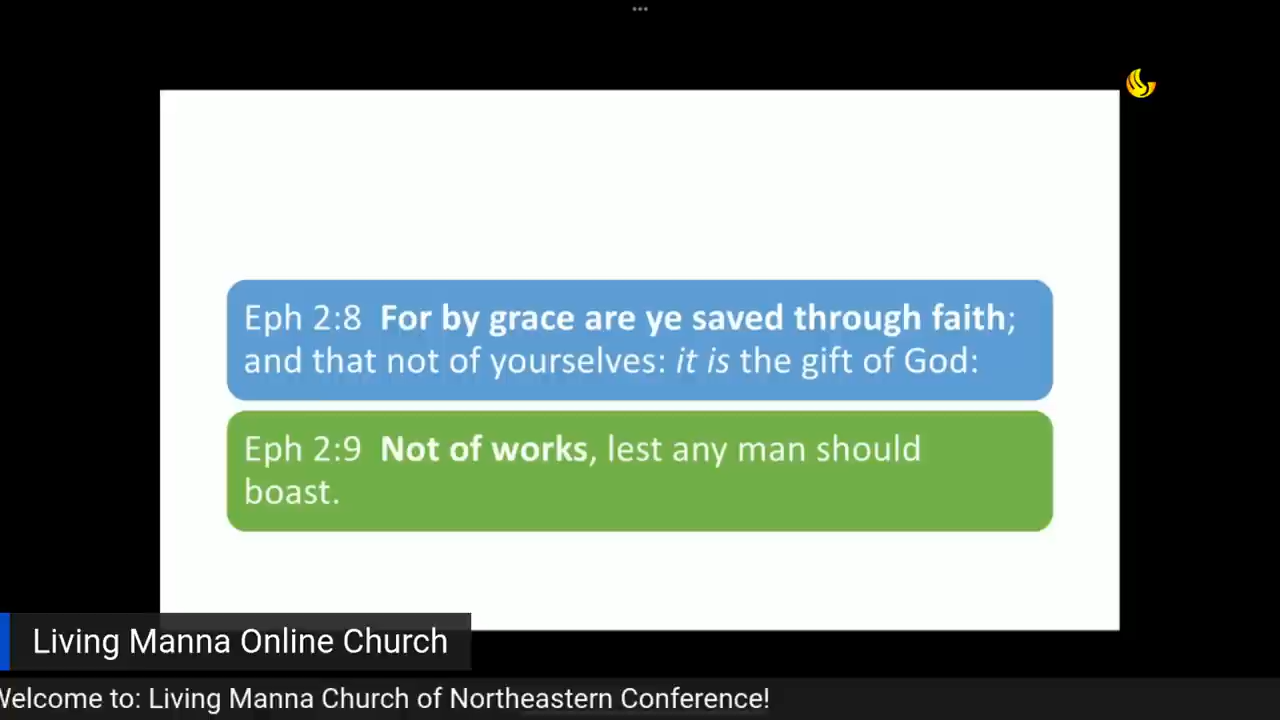 Eph 2:8 For by grace are ye saved through faith;
and that not of yourselves: it is the gift of God:
Eph 2:9 Not of works, lest any man should
boast.
Living Manna Online Church
Welcome to: Living Manna Church of Northeastern Conference!